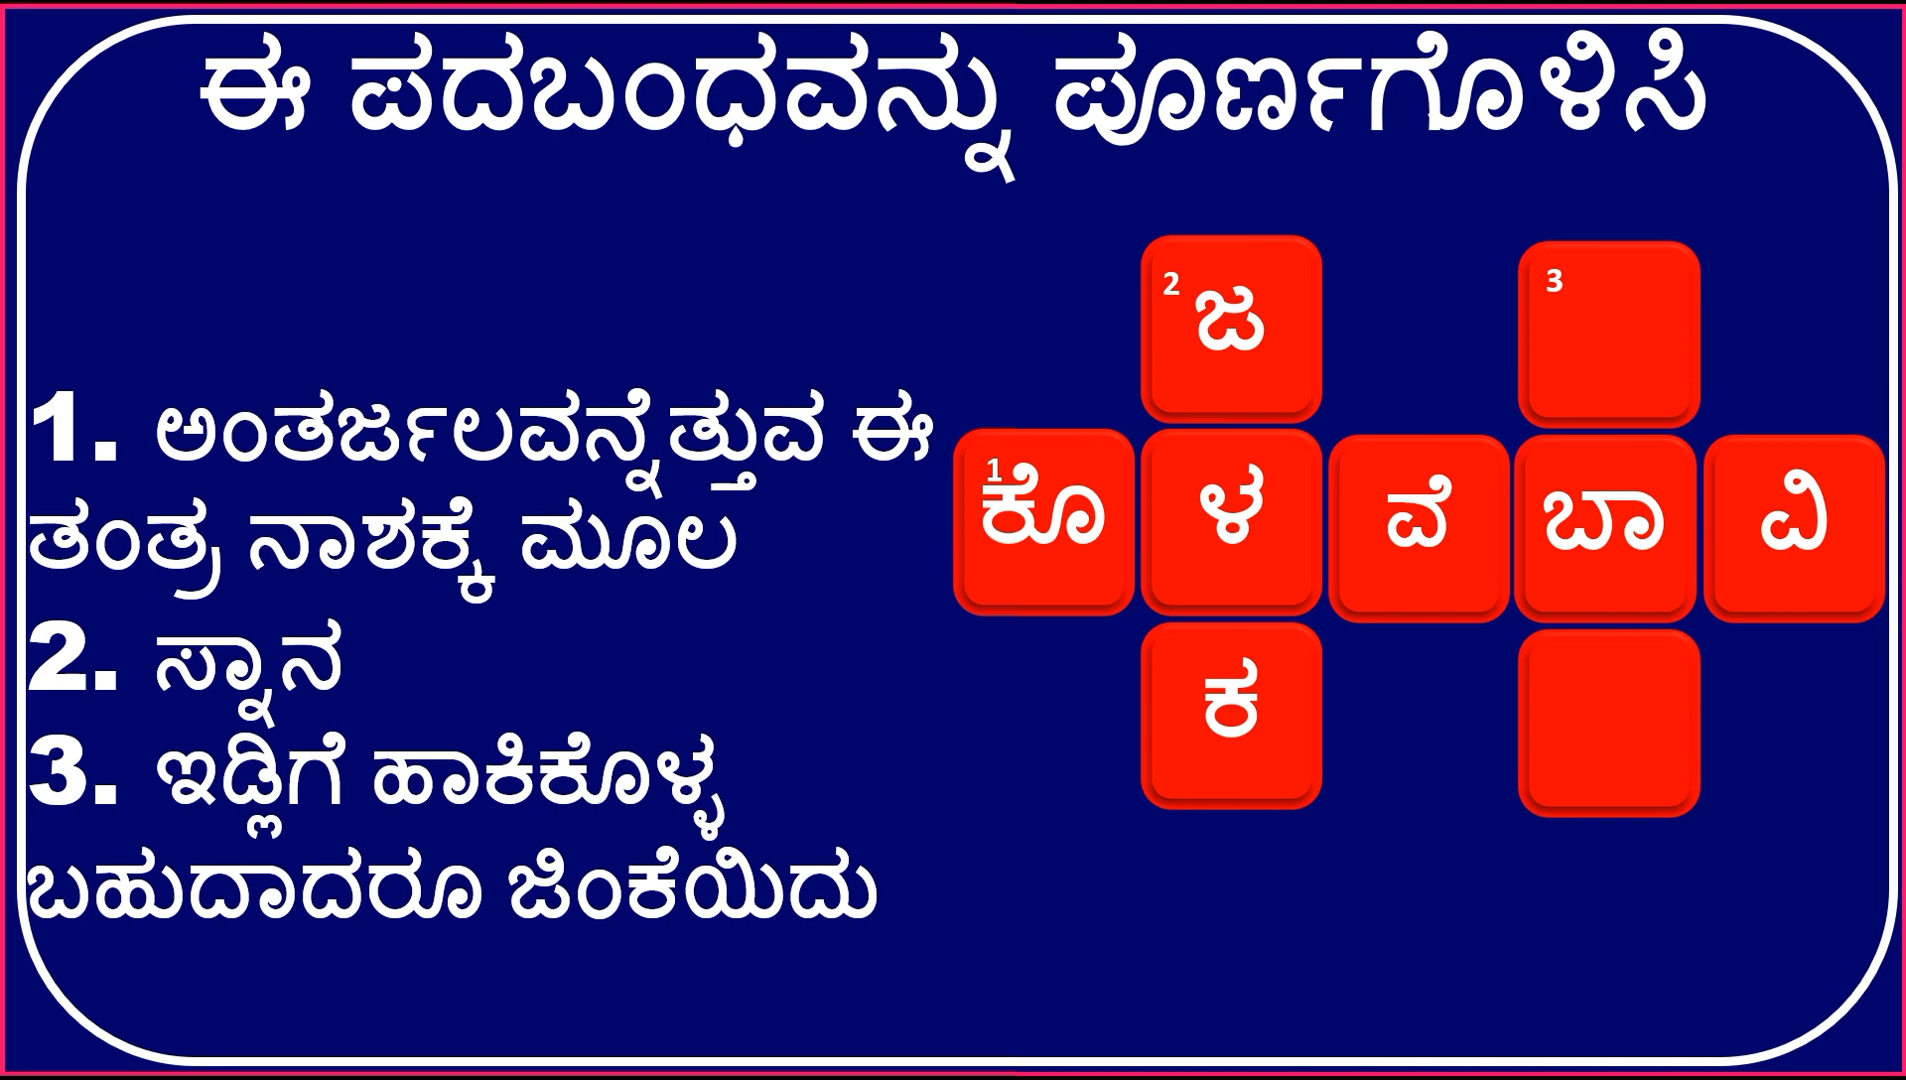 ಈ ಪದಬಂಧವನ್ನು ಪೂರ್ಣಗೊಳಿಸಿ
1. ಅಂತರ್ಜಲವನ್ನೆತ್ತುವ ಈ
ತಂತ್ರ ನಾಶಕ್ಕೆ ಮೂಲ
2. ಸ್ನಾನ
3. ಇಡ್ಲಿಗೆ ಹಾಕಿಕೊಳ್ಳ
ಬಹುದಾದರೂ ಜಿಂಕೆಯಿದು
2 ಜ 3
1 ಕೊ ಳ ವೆ ಬಾ ವಿ
ಕ